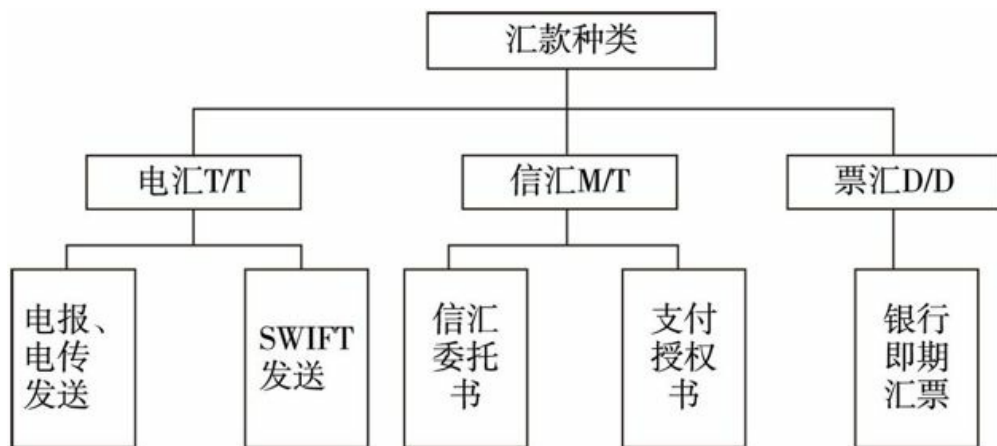 汇款种类
电汇T/T
信汇M/T
票汇D/D
电报、
电传
发送
SWIFT
发送
信汇
委托
书
支付
授权
书
银行
即期
汇票